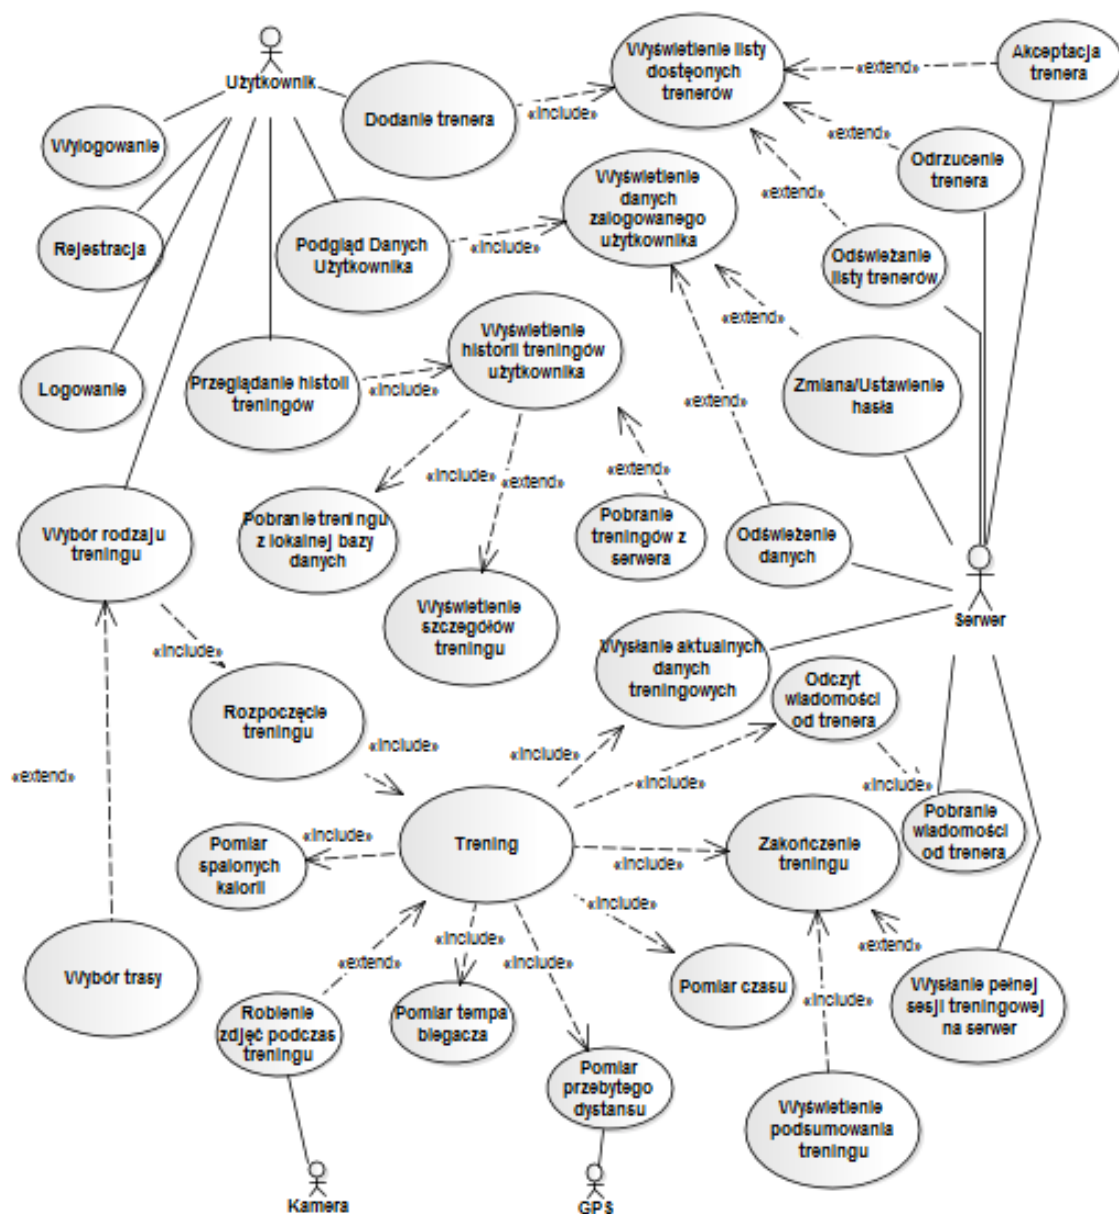 Użytkownik
Wylogowanie
Rejestracja
Logowanie
Dodanie trenera
«include»
Wyświetlenie listy
dostęonych
trenerów
«extend»
Akceptacja
trenera
«extend»
Odrzucenie
trenera
«extend»
Odświeżanie
listy trenerów
Podgląd Danych
Użytkownika
«include»
Wyświetlenie
danych
zalogowanego
użytkownika
«extend»
Zmiana/Ustawienie
hasła
«extend»
Odświeżenie
danych
Przeglądanie histoii
treningów
«include»
Wyświetlenie
historii treningów
użytkownika
«include»
Pobranie treningu
z lokalnej bazy
danych
«extend»
Wyświetlenie
szczegółów
treningu
«extend»
Pobranie
treningów z
serwera
Serwer
Wybór rodzaju
treningu
«include»
Rozpoczęcie
treningu
«include»
«extend»
Wybór trasy
Trening
«include»
Wysłanie aktualnych
danych
treningowych
«include»
Odczyt
wiadomości
od trenera
«include»
Pobranie
wiadomości
od trenera
«include»
Pomiar
spalonych
kalorii
«include»
Zakończenie
treningu
«include»
Pomiar czasu
«extend»
Robienie
zdjęć podczas
treningu
«include»
Pomiar tempa
biegacza
«include»
Pomiar
przebytego
dystansu
«extend»
Wysłanie pełnej
sesji treningowej
na serwer
«include»
Wyświetlenie
podsumowania
treningu
Kamera
GPS